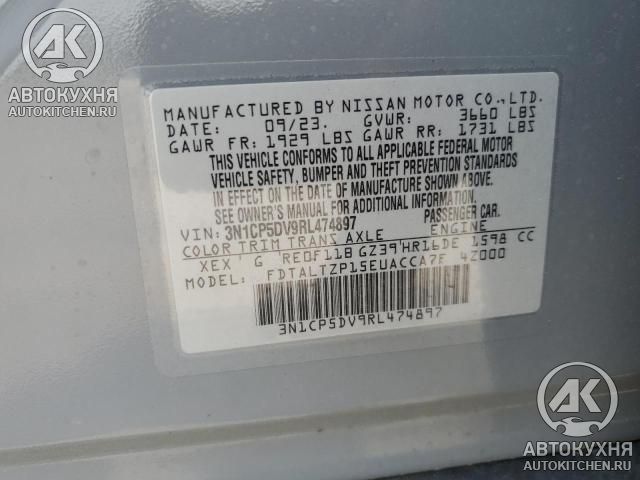 AK
АВТОКУХНЯ
AUTOKITCHEN.RU
MANUFACTURED BY NISSAN MOTOR CO., LTD.
DATE: 09/23. GVWR: 3660 LBS
GAWR FR: 1929 LBS GAWR RR: 1731 LBS
THIS VEHICLE CONFORMS TO ALL APPLICABLE FEDERAL MOTOR
VEHICLE SAFETY, BUMPER AND THEFT PREVENTION STANDARDS
IN EFFECT ON THE DATE OF MANUFACTURE SHOWN ABOVE.
SEE OWNER'S MANUAL FOR ADDITIONAL INFORMATION.
VIN: 3N1CP5DV9RL474897 PASSENGER CAR.
COLOR TRIM TRANS AXLE ENGINE
XEX' G RE0F11B GZ39'HR16DE 1598 CC
MODEL: FDTALTZP15EUACCA7F 4Z000
3N1CP5DV9RL474897
AK
АВТОКУХНЯ
AUTOKITCHEN.RU